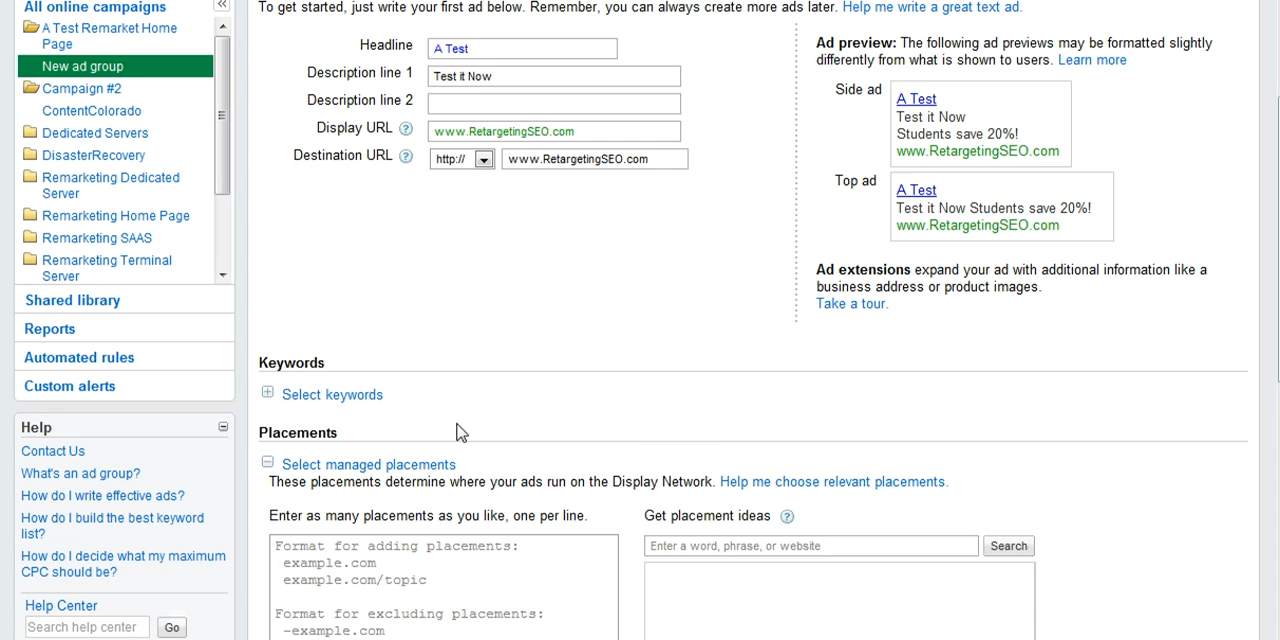 All online campaigns
«
A Test Remarket Home
Page
New ad group
Campaign #2
ContentColorado
Dedicated Servers
DisasterRecovery
Remarketing Dedicated
Server
Remarketing Home Page
Remarketing SAAS
Remarketing Terminal
Server
Shared library
Reports
Automated rules
Custom alerts
Help
Contact Us
What's an ad group?
How do I write effective ads?
How do I build the best keyword
list?
How do I decide what my maximum
CPC should be?
Help Center
Search help center
Go
To get started, just write your first ad below. Remember, you can always create more ads later. Help me write a great text ad.
Headline
A Test
Description line 1
Test it Now
Description line 2
Display URL ?
www.RetargetingSEO.com
Destination URL ?
http://
www.RetargetingSEO.com
Ad preview: The following ad previews may be formatted slightly
differently from what is shown to users. Learn more
Side ad
A Test
Test it Now
Students save 20%!
www.RetargetingSEO.com
Top ad
A Test
Test it Now Students save 20%!
www.RetargetingSEO.com
Ad extensions expand your ad with additional information like a
business address or product images.
Take a tour.
Keywords
Select keywords
Placements
Select managed placements
These placements determine where your ads run on the Display Network. Help me choose relevant placements.
Enter as many placements as you like, one per line.
Format for adding placements:
example.com
example.com/topic
Format for excluding placements:
-example.com
Get placement ideas ?
Enter a word, phrase, or website
Search